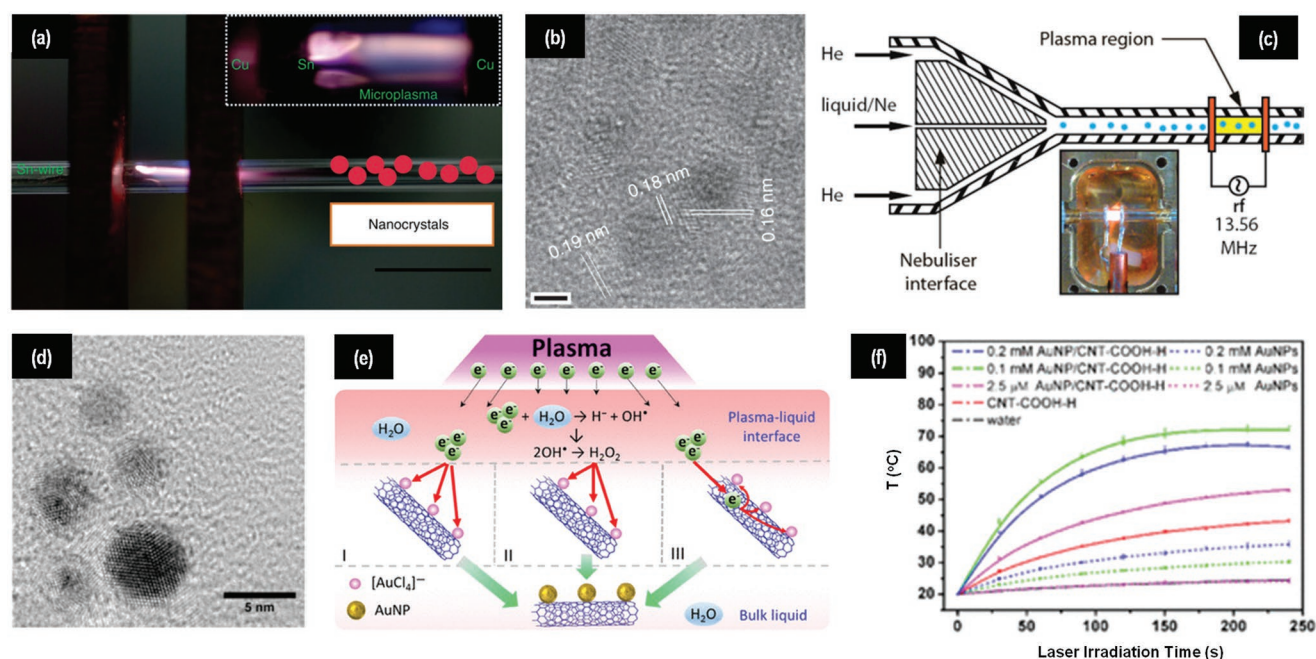 (a)
Cu
Sn
Cu
Microplasma
Sn-wire
Nanocrystals
(b)
0.18 nm
0.16 nm
0.19 nm
(c)
He
Plasma region
liquid/Ne
He
rf
13.56
MHz
Nebuliser
interface
(d)
5 nm
(e)
Plasma
e⁻ e⁻ e⁻ e⁻ e⁻ e⁻ e⁻
e⁻ e⁻ e⁻ + H₂O → H⁻ + OH•
H₂O
Plasma-liquid
interface
e⁻ e⁻ e⁻
2OH• → H₂O₂
e⁻ e⁻ e⁻
e⁻
I
II
III
[AuCl₄]⁻
AuNP
H₂O
Bulk liquid
(f)
0.2 mM AuNP/CNT-COOH-H
0.2 mM AuNPs
0.1 mM AuNP/CNT-COOH-H
0.1 mM AuNPs
2.5 μM AuNP/CNT-COOH-H
2.5 μM AuNPs
CNT-COOH-H
water
T (°C)
100
90
80
70
60
50
40
30
20
0 50 100 150 200 250
Laser Irradiation Time (s)